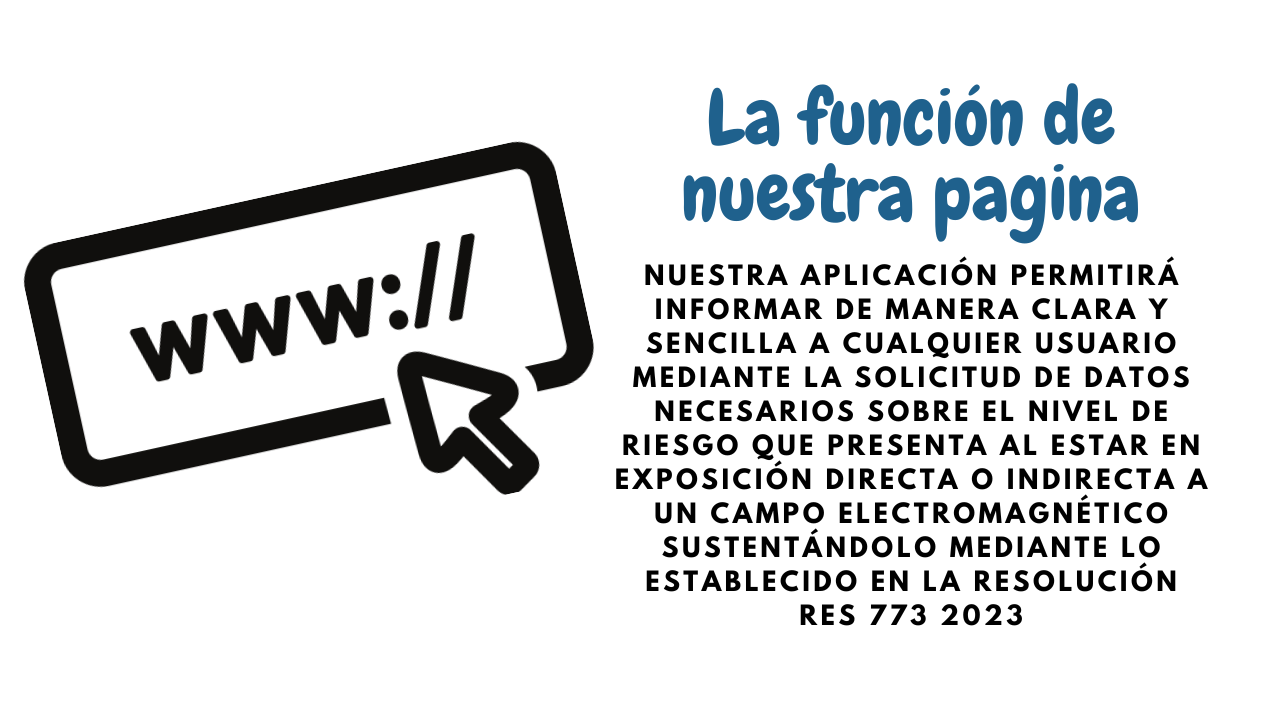 www://
La función de
nuestra pagina
NUESTRA APLICACIÓN PERMITIRÁ
INFORMAR DE MANERA CLARA Y
SENCILLA A CUALQUIER USUARIO
MEDIANTE LA SOLICITUD DE DATOS
NECESARIOS SOBRE EL NIVEL DE
RIESGO QUE PRESENTA AL ESTAR EN
EXPOSICIÓN DIRECTA O INDIRECTA A
UN CAMPO ELECTROMAGNÉTICO
SUSTENTÁNDOLO MEDIANTE LO
ESTABLECIDO EN LA RESOLUCIÓN
RES 773 2023